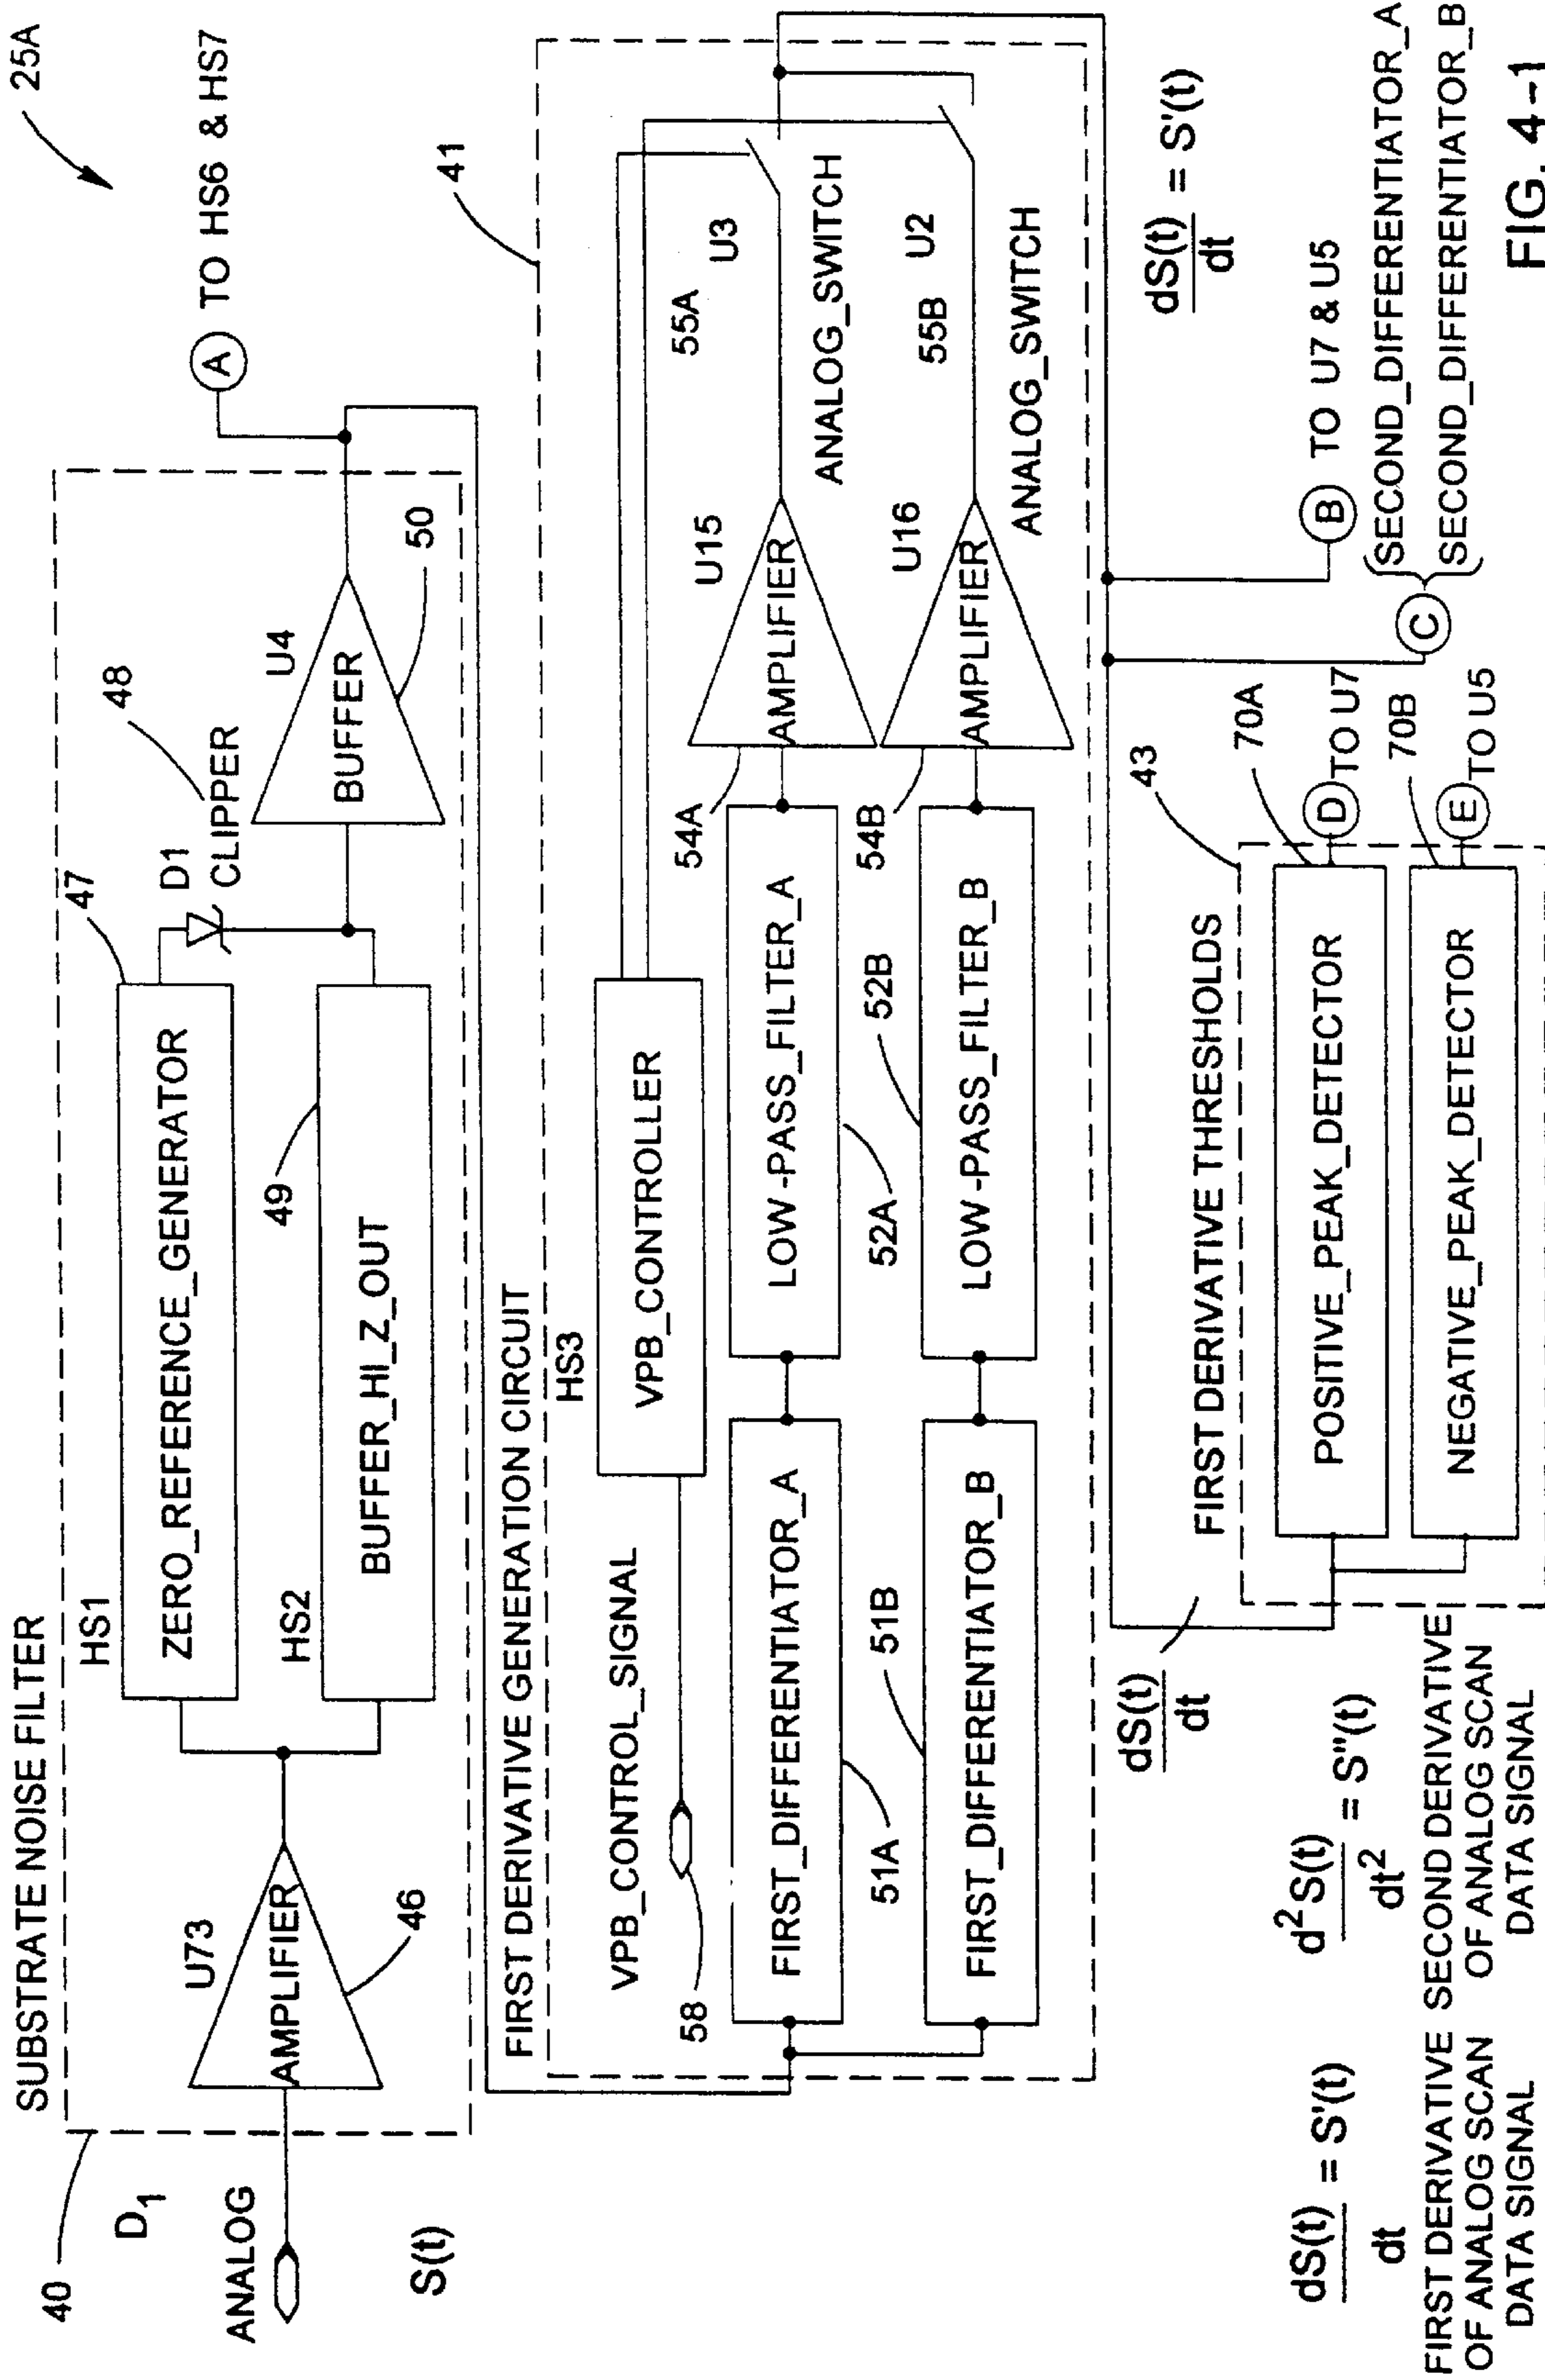 25A
SUBSTRATE NOISE FILTER
40
D1
ANALOG
S(t)
U73
AMPLIFIER
46
HS1
ZERO_REFERENCE_GENERATOR
47
HS2
BUFFER_HI_Z_OUT
49
D1
CLIPPER
48
U4
BUFFER
50
A TO HS6 & HS7
FIRST DERIVATIVE GENERATION CIRCUIT
41
HS3
VPB_CONTROL_SIGNAL
58
VPB_CONTROLLER
FIRST_DIFFERENTIATOR_A
51A
LOW-PASS_FILTER_A
52A
54A
U15
AMPLIFIER
55A
U3
ANALOG_SWITCH
FIRST_DIFFERENTIATOR_B
51B
LOW-PASS_FILTER_B
52B
54B
U16
AMPLIFIER
55B
U2
ANALOG_SWITCH
dS(t)
dt
dS(t) = S'(t)
dt
FIRST DERIVATIVE THRESHOLDS
43
POSITIVE_PEAK_DETECTOR
70A
D TO U7
NEGATIVE_PEAK_DETECTOR
70B
E TO U5
B TO U7 & U5
C
SECOND_DIFFERENTIATOR_A
SECOND_DIFFERENTIATOR_B
dS(t) = S'(t)
dt
FIRST DERIVATIVE
OF ANALOG SCAN
DATA SIGNAL
d2S(t) = S"(t)
dt2
SECOND DERIVATIVE
OF ANALOG SCAN
DATA SIGNAL
FIG. 4-1